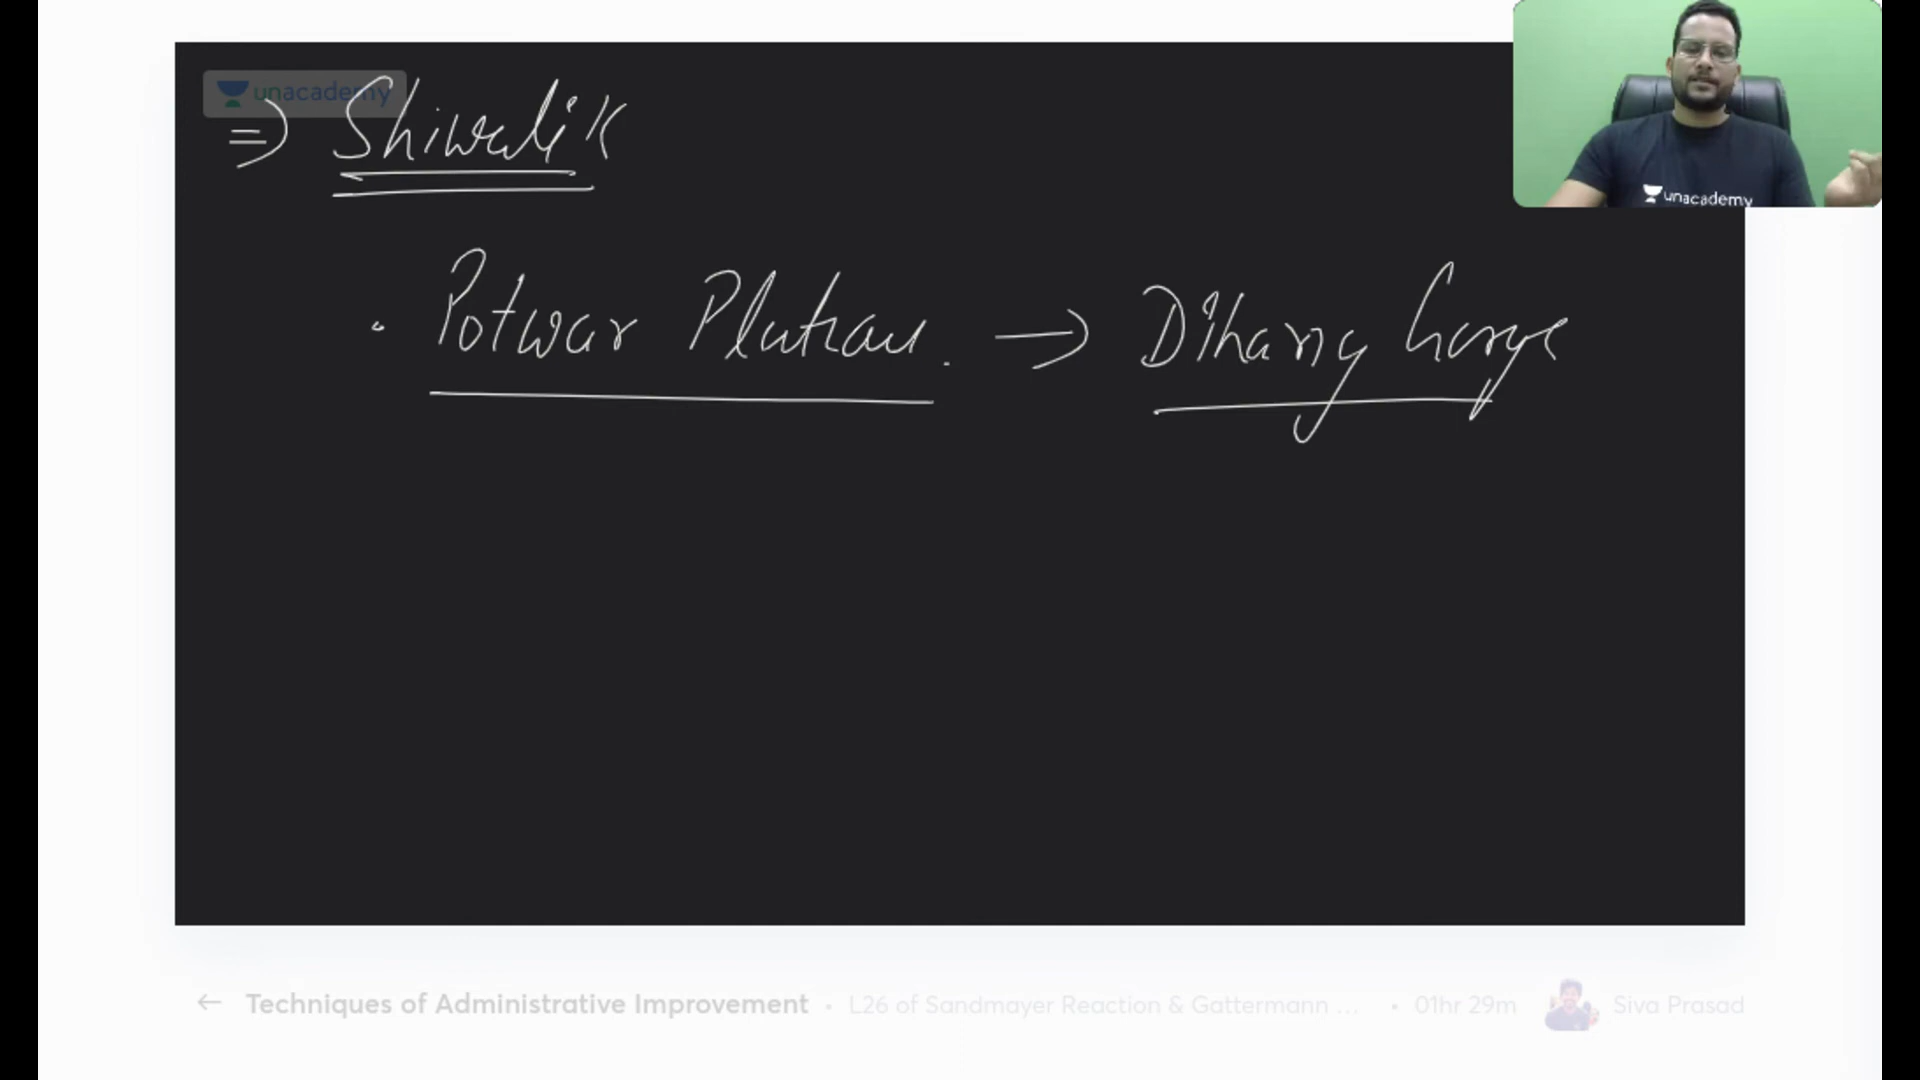 unacademy
⇒ Shiwalik
unacademy
• Potwar Plateau. → Dihang Gorge
← Techniques of Administrative Improvement • L26 of Sandmayer Reaction & Gattermann ... • 01hr 29m Siva Prasad